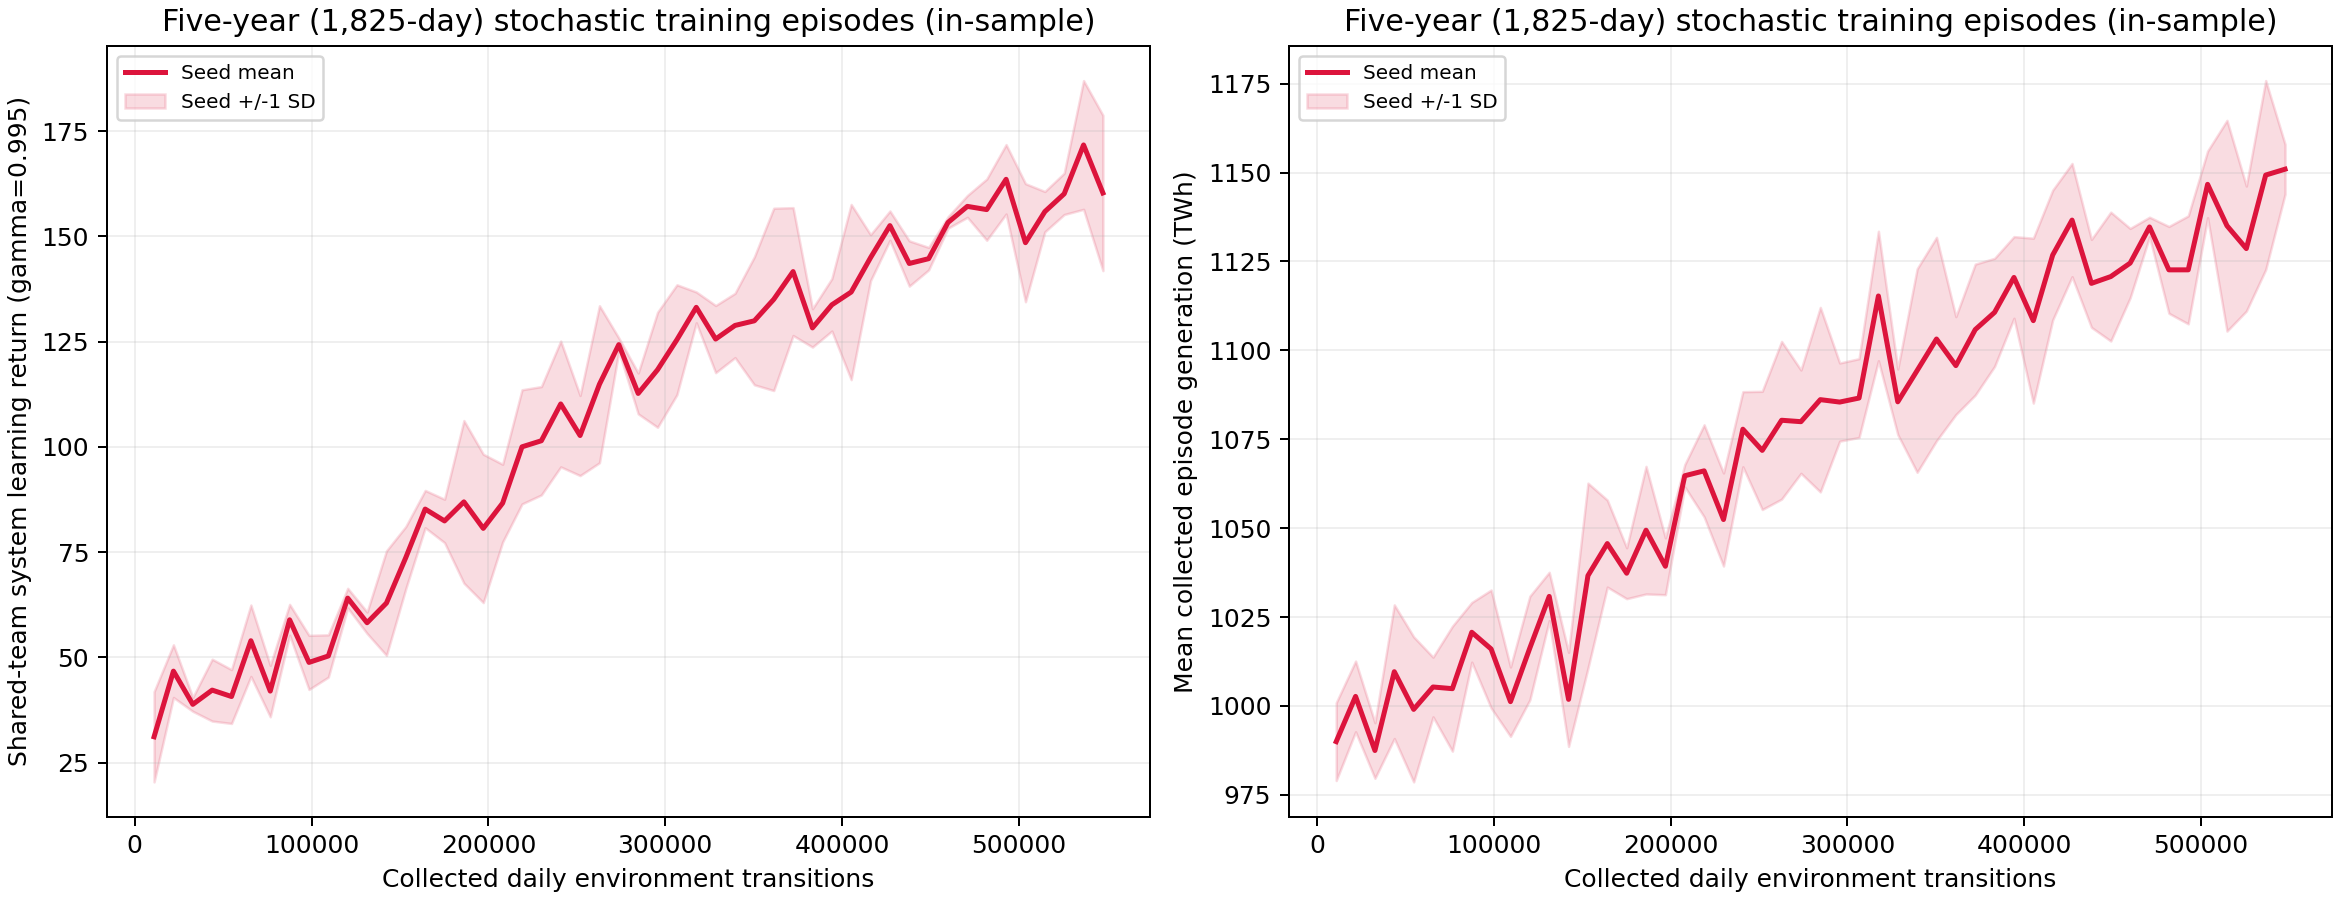 Five-year (1,825-day) stochastic training episodes (in-sample)
Seed mean
Seed +/-1 SD
Shared-team system learning return (gamma=0.995)
175
150
125
100
75
50
25
0
100000
200000
300000
400000
500000
Collected daily environment transitions
Five-year (1,825-day) stochastic training episodes (in-sample)
Seed mean
Seed +/-1 SD
Mean collected episode generation (TWh)
1175
1150
1125
1100
1075
1050
1025
1000
975
0
100000
200000
300000
400000
500000
Collected daily environment transitions